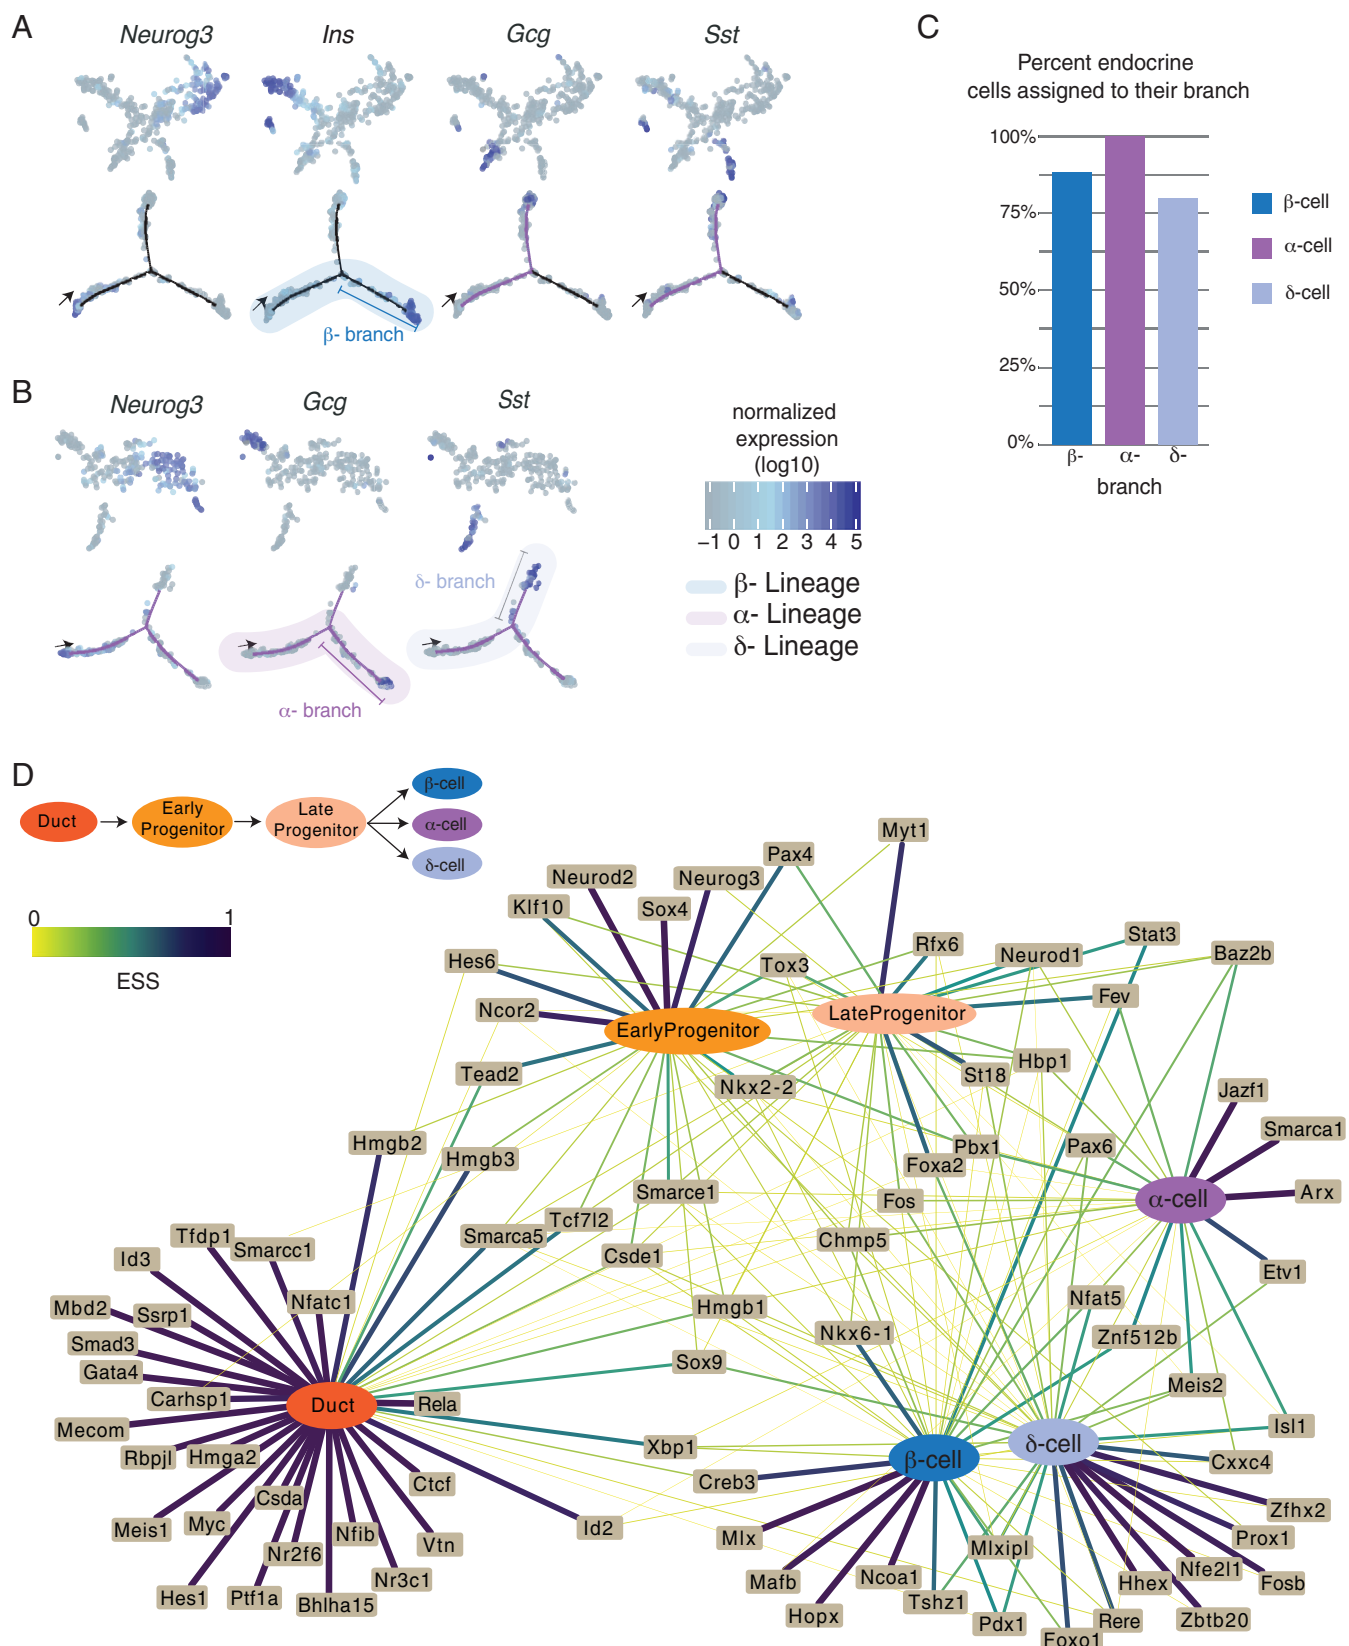 A
Neurog3
Ins
Gcg
Sst
β- branch
B
Neurog3
Gcg
Sst
δ- branch
α- branch
normalized
expression
(log10)
−1 0 1 2 3 4 5
β- Lineage
α- Lineage
δ- Lineage
C
Percent endocrine
cells assigned to their branch
100%
75%
50%
25%
0%
β- α- δ-
branch
β-cell
α-cell
δ-cell
D
Duct
Early
Progenitor
Late
Progenitor
β-cell
α-cell
δ-cell
0 1
ESS
Myt1
Pax4
Neurod2
Neurog3
Klf10
Sox4
Stat3
Rfx6
Neurod1
Baz2b
Hes6
Tox3
Fev
Ncor2
EarlyProgenitor
LateProgenitor
Tead2
Nkx2-2
St18
Hbp1
Jazf1
Smarca1
Hmgb2
Hmgb3
Pbx1
Pax6
Foxa2
Smarce1
Fos
α-cell
Arx
Tcf7l2
Tfdp1
Smarca5
Smarcc1
Id3
Csde1
Chmp5
Etv1
Mbd2
Ssrp1
Nfatc1
Hmgb1
Nfat5
Smad3
Nkx6-1
Znf512b
Gata4
Sox9
Meis2
Carhsp1
Duct
Rela
Mecom
Isl1
Rbpjl
Hmga2
Xbp1
β-cell
δ-cell
Cxxc4
Ctcf
Creb3
Csda
Zfhx2
Meis1
Myc
Nfib
Vtn
Id2
Mlx
Prox1
Nr2f6
Mlxipl
Nfe2l1
Nr3c1
Mafb
Ncoa1
Hhex
Fosb
Hes1
Ptf1a
Bhlha15
Hopx
Tshz1
Pdx1
Rere
Zbtb20
Foxo1